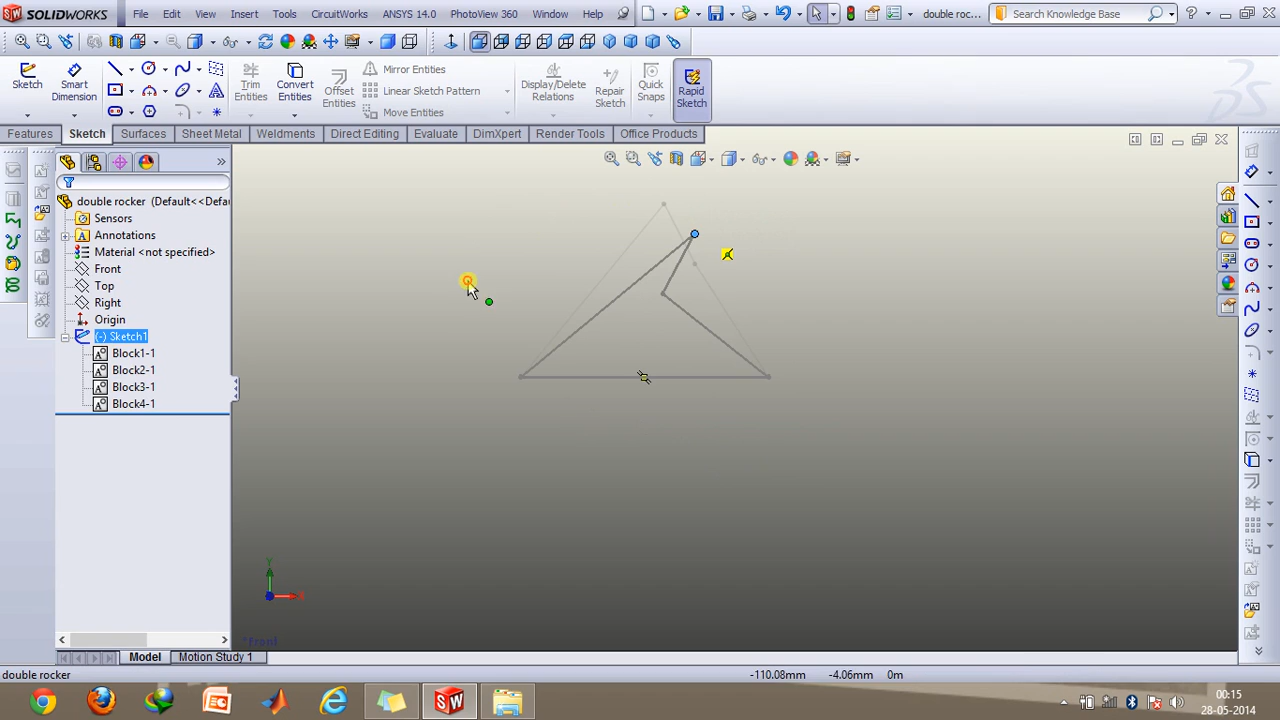 SOLIDWORKS
File Edit View Insert Tools CircuitWorks ANSYS 14.0 PhotoView 360 Window Help
double roc...
Search Knowledge Base
Sketch
Smart Dimension
Trim Entities
Convert Entities
Offset Entities
Mirror Entities
Linear Sketch Pattern
Move Entities
Display/Delete Relations
Repair Sketch
Quick Snaps
Rapid Sketch
Features Sketch Surfaces Sheet Metal Weldments Direct Editing Evaluate DimXpert Render Tools Office Products
double rocker (Default<<Defau
Sensors
Annotations
Material <not specified>
Front
Top
Right
Origin
(-) Sketch1
Block1-1
Block2-1
Block3-1
Block4-1
Y
X
*Front
Model Motion Study 1
double rocker
-110.08mm -4.06mm 0m
00:15
28-05-2014